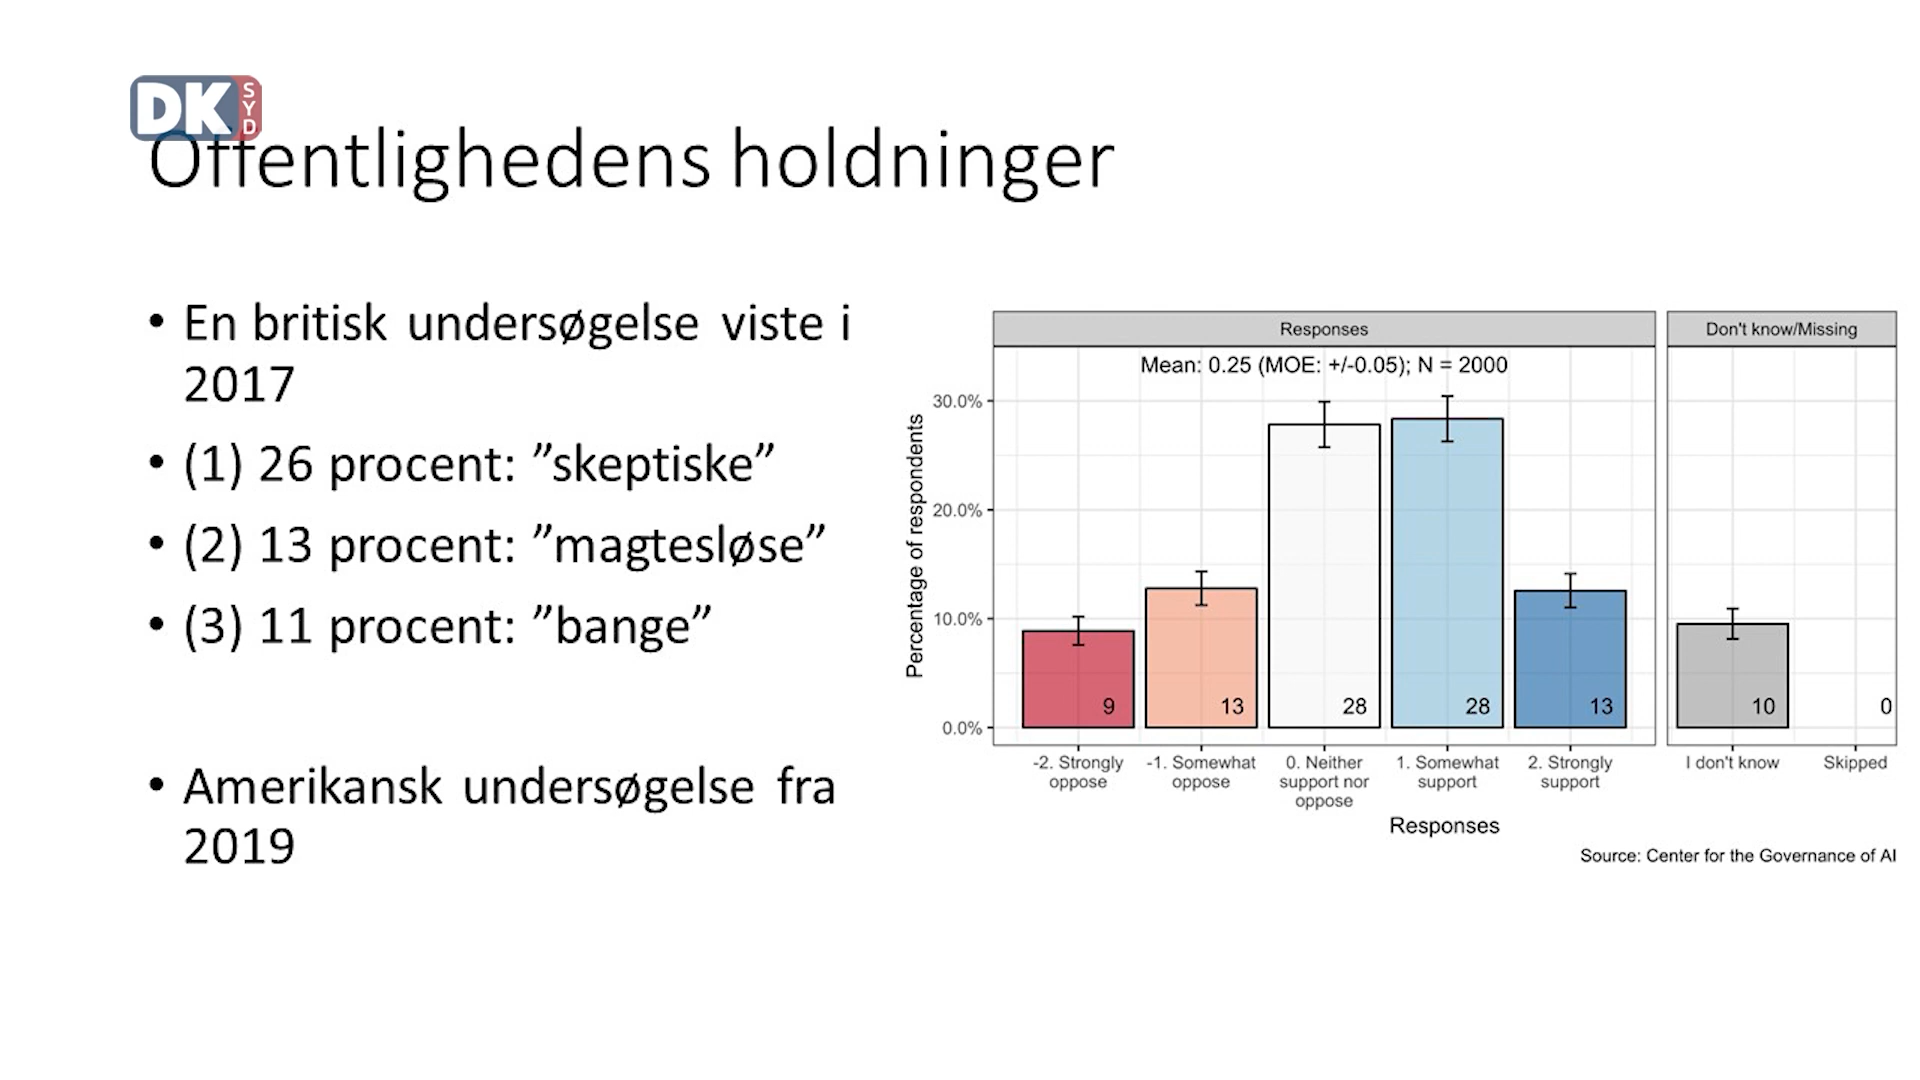 DK SYD
Offentlighedens holdninger
• En britisk undersøgelse viste i
2017
• (1) 26 procent: ”skeptiske”
• (2) 13 procent: ”magtesløse”
• (3) 11 procent: ”bange”
• Amerikansk undersøgelse fra
2019
Responses
Don't know/Missing
Mean: 0.25 (MOE: +/-0.05); N = 2000
Percentage of respondents
30.0%
20.0%
10.0%
0.0%
9
13
28
28
13
10
0
-2. Strongly
oppose
-1. Somewhat
oppose
0. Neither
support nor
oppose
1. Somewhat
support
2. Strongly
support
I don't know
Skipped
Responses
Source: Center for the Governance of AI